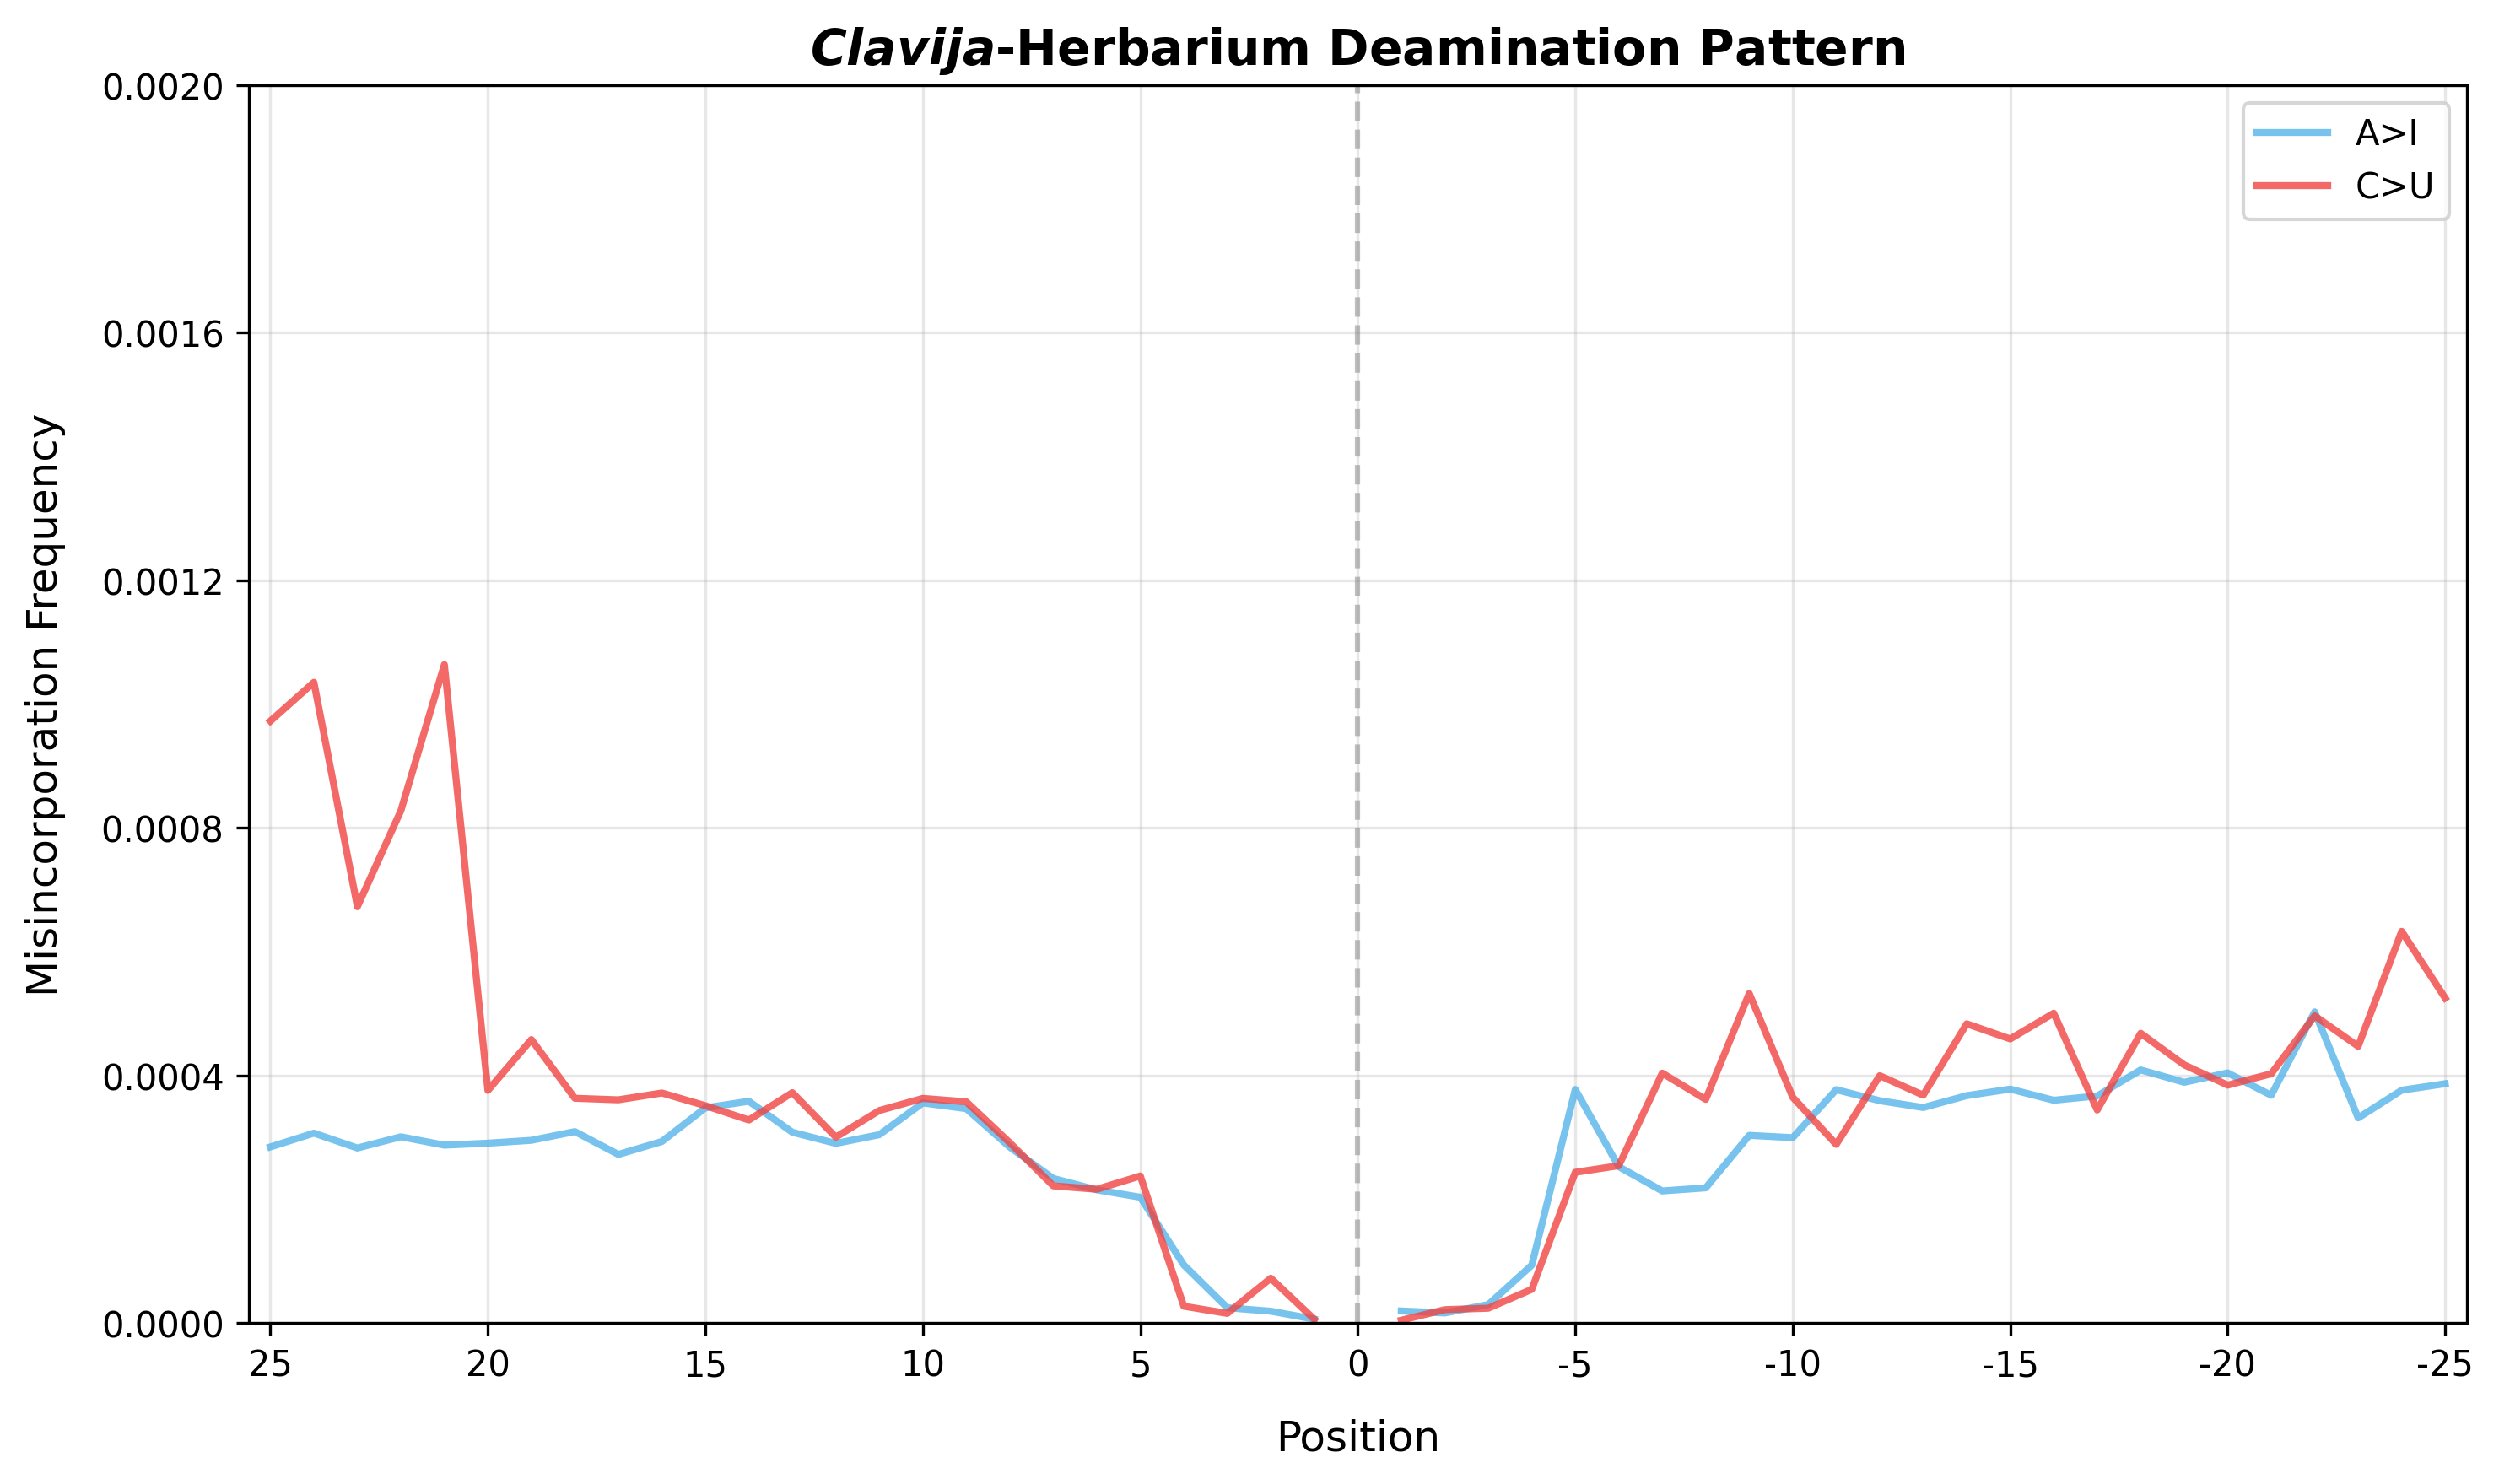 Clavija-Herbarium Deamination Pattern
A>I
C>U
Misincorporation Frequency
0.0020
0.0016
0.0012
0.0008
0.0004
0.0000
25 20 15 10 5 0 -5 -10 -15 -20 -25
Position